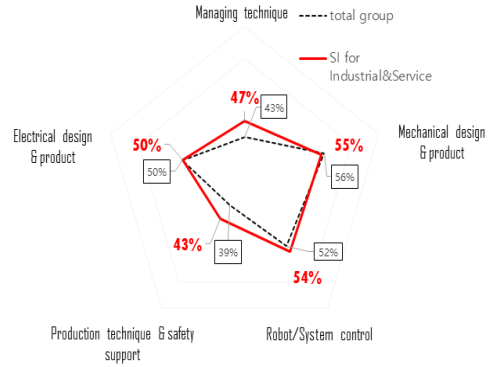 Managing technique
total group
SI for
Industrial&Service
47%
43%
Electrical design
& product
50%
50%
55%
56%
Mechanical design
& product
43%
39%
52%
54%
Production technique & safety
support
Robot/System control